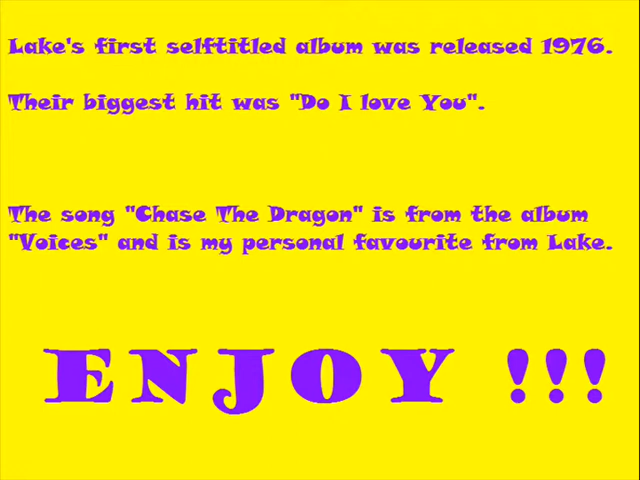 Lake's first selftitled album was released 1976.
Their biggest hit was "Do I love You".
The song "Chase The Dragon" is from the album
"Voices" and is my personal favourite from Lake.
ENJOY !!!